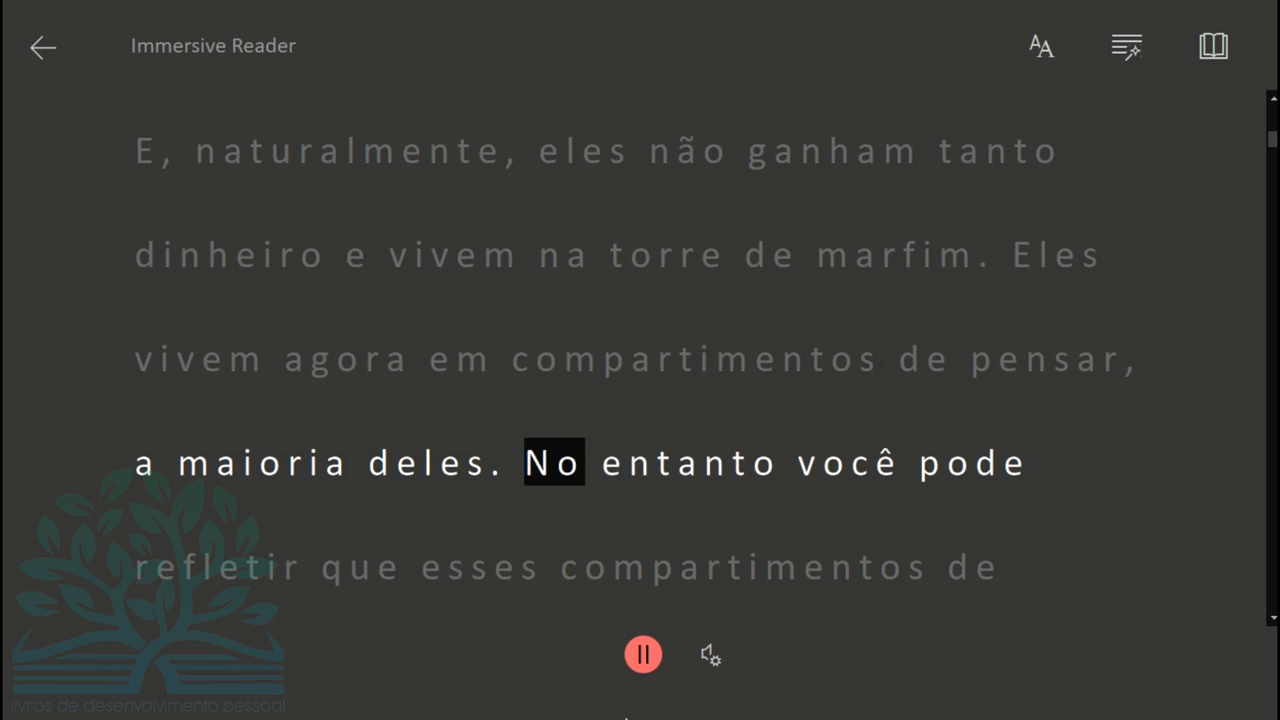 Immersive Reader
E, naturalmente, eles não ganham tanto
dinheiro e vivem na torre de marfim. Eles
vivem agora em compartimentos de pensar,
a maioria deles. No entanto você pode
refletir que esses compartimentos de
livros de desenvolvimento pessoal